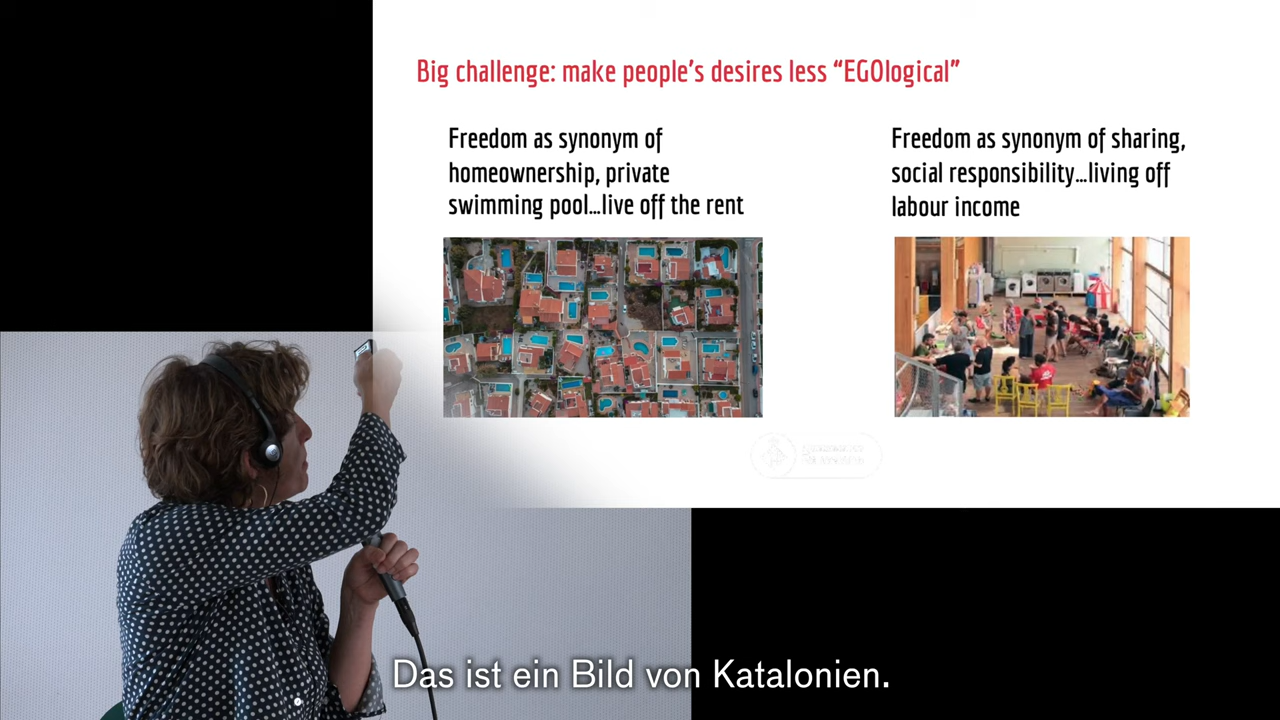 Big challenge: make people's desires less “EGOlogical”
Freedom as synonym of
homeownership, private
swimming pool...live off the rent
Freedom as synonym of sharing,
social responsibility...living off
labour income
Das ist ein Bild von Katalonien.